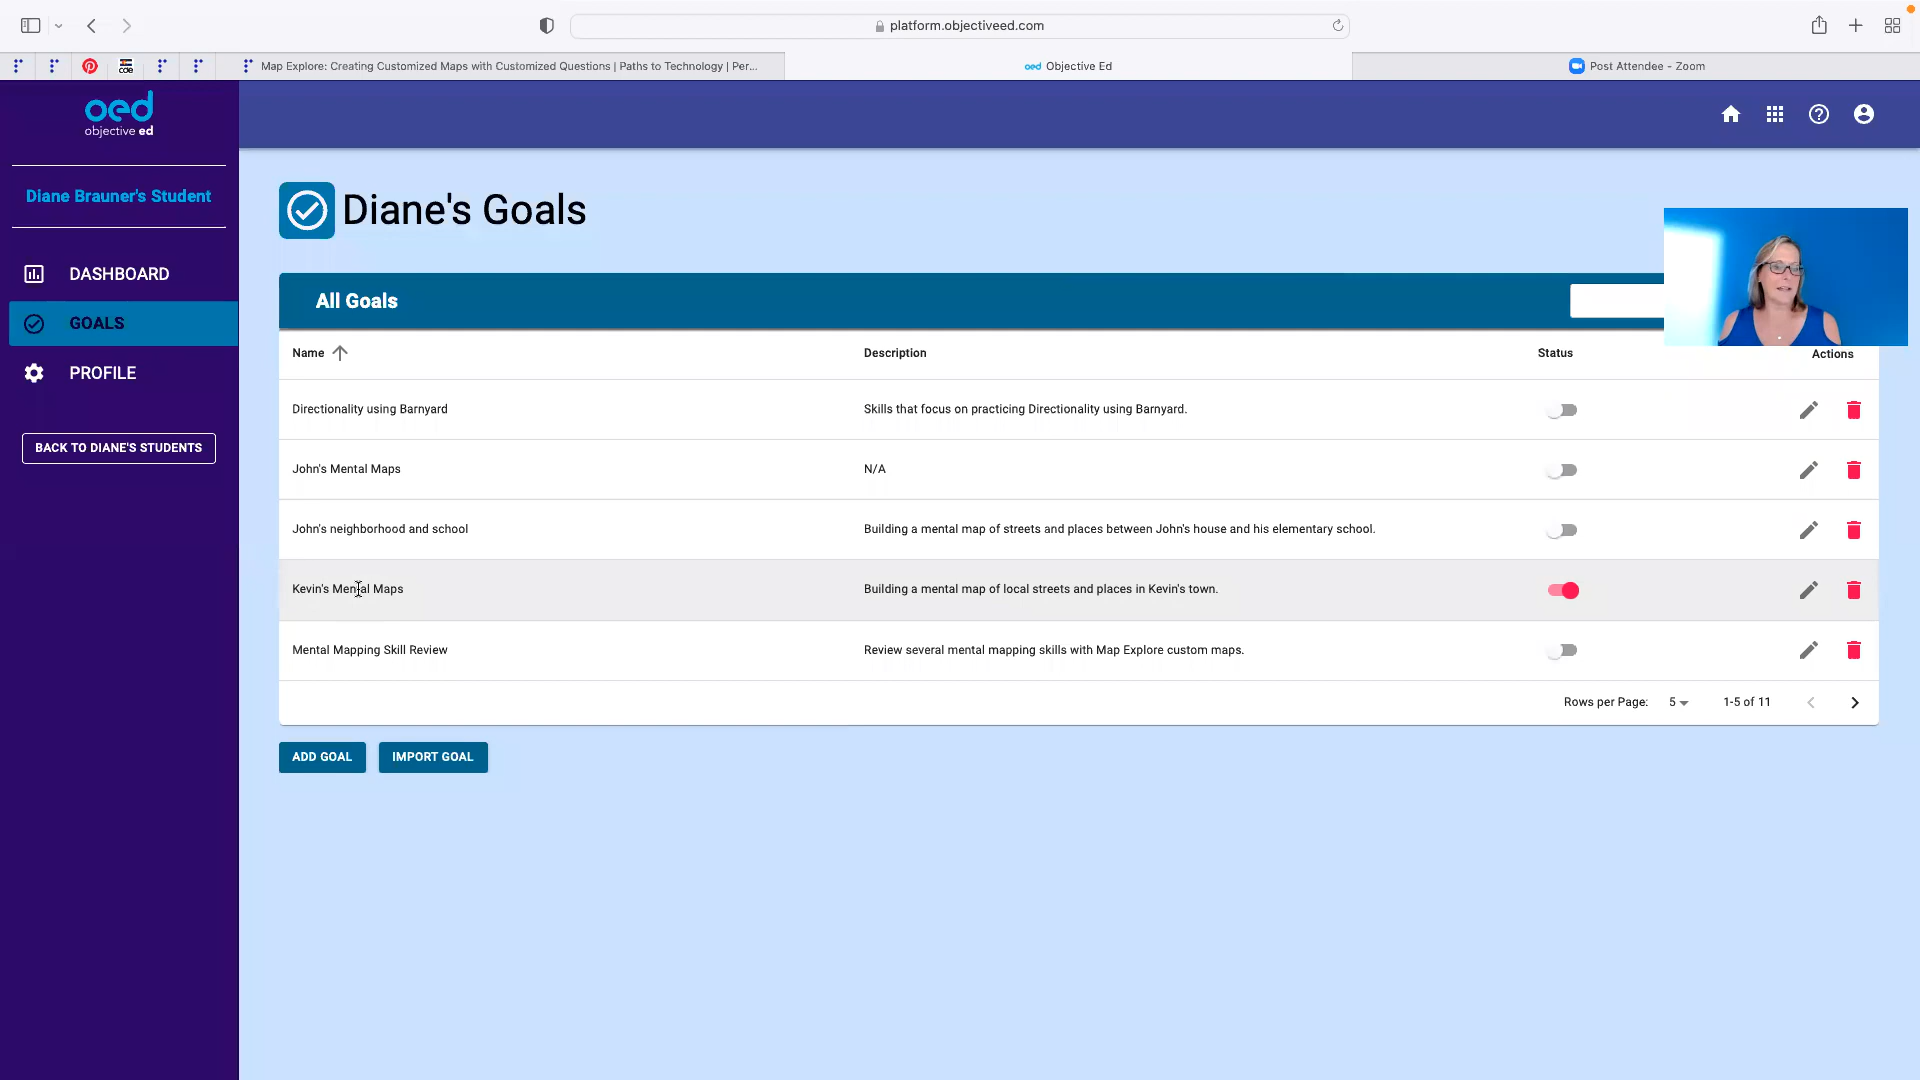 platform.objectiveed.com
Map Explore: Creating Customized Maps with Customized Questions | Paths to Technology | Per...
oed Objective Ed
Post Attendee - Zoom
cde
oed
objective ed
Diane Brauner's Student
DASHBOARD
GOALS
PROFILE
BACK TO DIANE'S STUDENTS
Diane's Goals
All Goals
Name Description Status Actions
Directionality using Barnyard Skills that focus on practicing Directionality using Barnyard.
John's Mental Maps N/A
John's neighborhood and school Building a mental map of streets and places between John's house and his elementary school.
Kevin's Mental Maps Building a mental map of local streets and places in Kevin's town.
Mental Mapping Skill Review Review several mental mapping skills with Map Explore custom maps.
Rows per Page: 5 1-5 of 11
ADD GOAL IMPORT GOAL